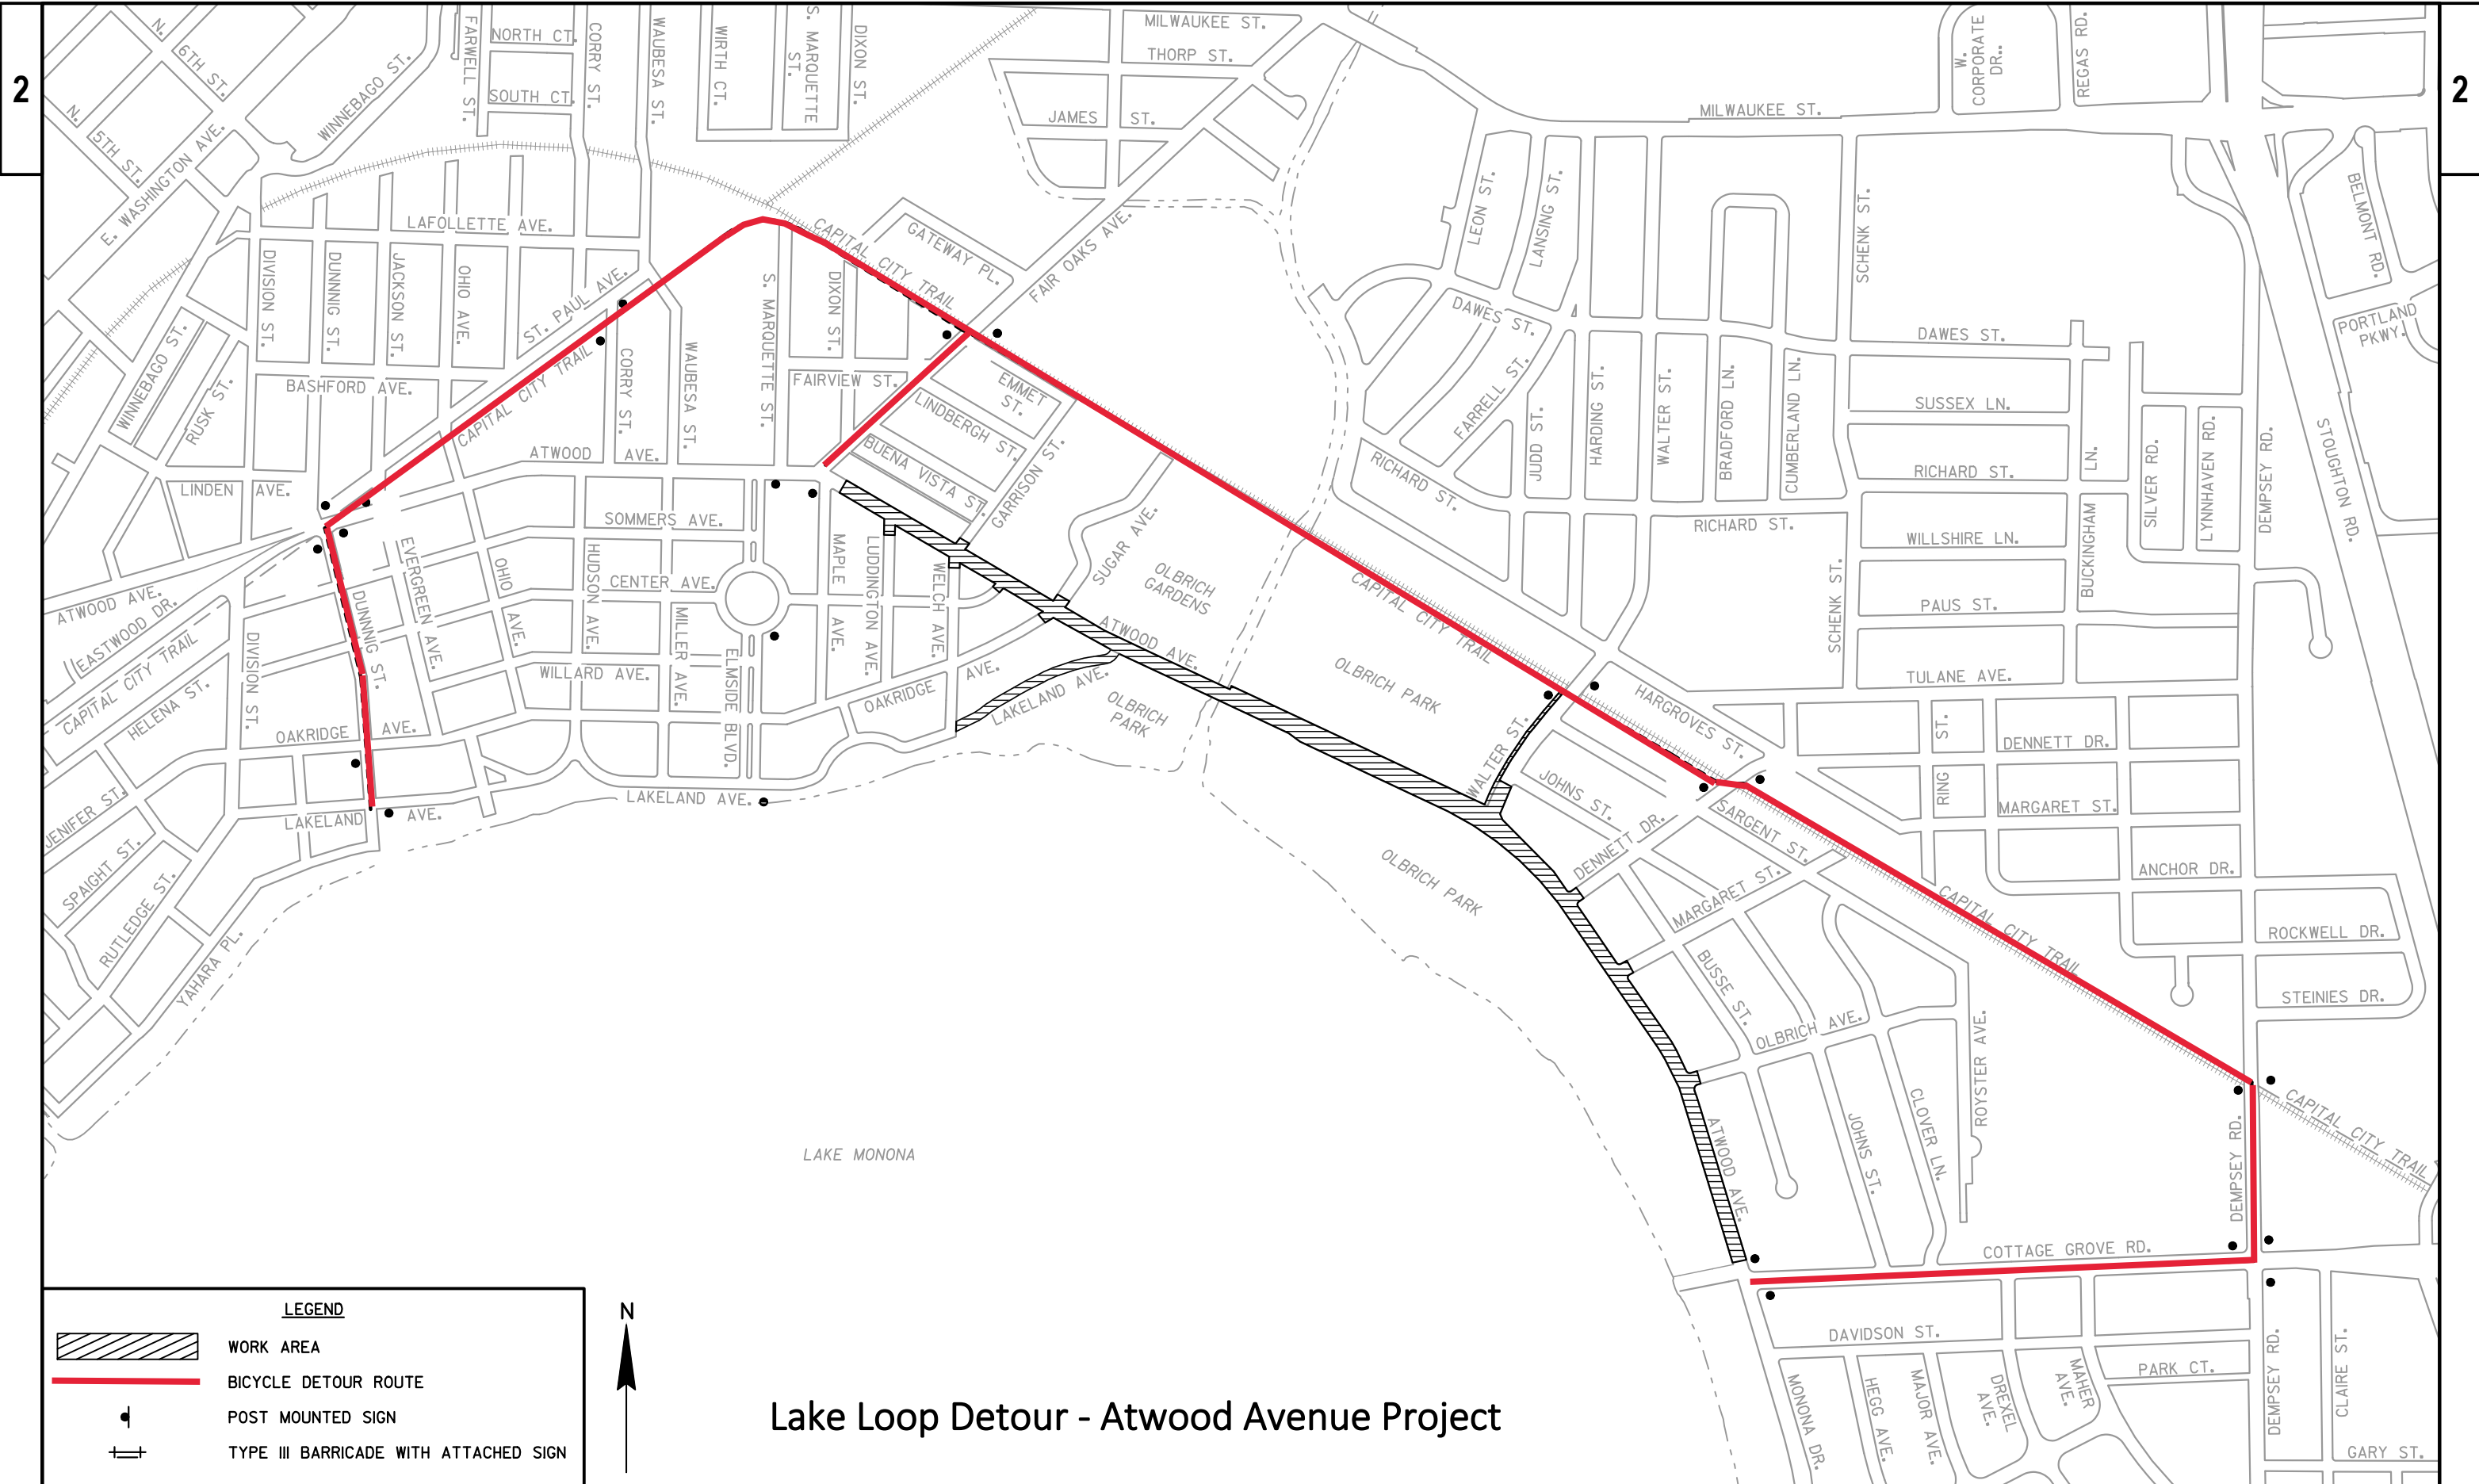 2
2
N. 6TH ST.
N. 5TH ST.
E. WASHINGTON AVE.
WINNEBAGO ST.
FARWELL ST.
NORTH CT.
SOUTH CT.
CORRY ST.
WAUBESA ST.
WIRTH CT.
S. MARQUETTE
ST.
DIXON ST.
MILWAUKEE ST.
THORP ST.
JAMES ST.
MILWAUKEE ST.
W.
CORPORATE
DR..
REGAS RD.
BELMONT RD.
PORTLAND
PKWY.
LAFOLLETTE AVE.
DIVISION ST.
DUNNING ST.
JACKSON ST.
OHIO AVE.
ST. PAUL AVE.
CAPITAL CITY TRAIL
GATEWAY PL.
FAIR OAKS AVE.
S. MARQUETTE ST.
DIXON ST.
LEON ST.
LANSING ST.
SCHENK ST.
DAWES ST.
DAWES ST.
WINNEBAGO ST.
RUSK ST.
BASHFORD AVE.
CAPITAL CITY TRAIL
CORRY ST.
WAUBESA ST.
FAIRVIEW ST.
EMMET
ST.
LINDBERGH ST.
BUENA VISTA ST.
GARRISON ST.
FARRELL ST.
JUDD ST.
HARDING ST.
WALTER ST.
BRADFORD LN.
CUMBERLAND LN.
SUSSEX LN.
RICHARD ST.
RICHARD ST.
RICHARD ST.
BUCKINGHAM LN.
SILVER RD.
LYNNHAVEN RD.
DEMPSEY RD.
STOUGHTON RD.
LINDEN AVE.
ATWOOD AVE.
SOMMERS AVE.
WILLSHIRE LN.
ATWOOD AVE.
EASTWOOD DR.
CAPITAL CITY TRAIL
HELENA ST.
DIVISION ST.
DUNNING ST.
EVERGREEN AVE.
OHIO AVE.
HUDSON AVE.
CENTER AVE.
MILLER AVE.
ELMSIDE BLVD.
MAPLE AVE.
LUDDINGTON AVE.
WELCH AVE.
SUGAR AVE.
OLBRICH
GARDENS
CAPITAL CITY TRAIL
SCHENK ST.
PAUS ST.
ATWOOD AVE.
WILLARD AVE.
OAKRIDGE AVE.
LAKELAND AVE.
OLBRICH
PARK
OLBRICH PARK
TULANE AVE.
HARGROVES ST.
OAKRIDGE AVE.
WALTER ST.
RING ST.
DENNETT DR.
JENIFER ST.
LAKELAND AVE.
LAKELAND AVE.
JOHNS ST.
DENNETT DR.
SARGENT ST.
MARGARET ST.
SPAIGHT ST.
RUTLEDGE ST.
YAHARA PL.
OLBRICH PARK
MARGARET ST.
ANCHOR DR.
CAPITAL CITY TRAIL
ROCKWELL DR.
BUSSE ST.
STEINIES DR.
OLBRICH AVE.
ROYSTER AVE.
LAKE MONONA
ATWOOD AVE.
JOHNS ST.
CLOVER LN.
DEMPSEY RD.
CAPITAL CITY TRAIL
COTTAGE GROVE RD.
DAVIDSON ST.
PARK CT.
MONONA DR.
HEGG AVE.
MAJOR AVE.
DREXEL
AVE.
MAHER
AVE.
DEMPSEY RD.
CLAIRE ST.
GARY ST.
LEGEND
WORK AREA
BICYCLE DETOUR ROUTE
POST MOUNTED SIGN
TYPE III BARRICADE WITH ATTACHED SIGN
N
Lake Loop Detour - Atwood Avenue Project